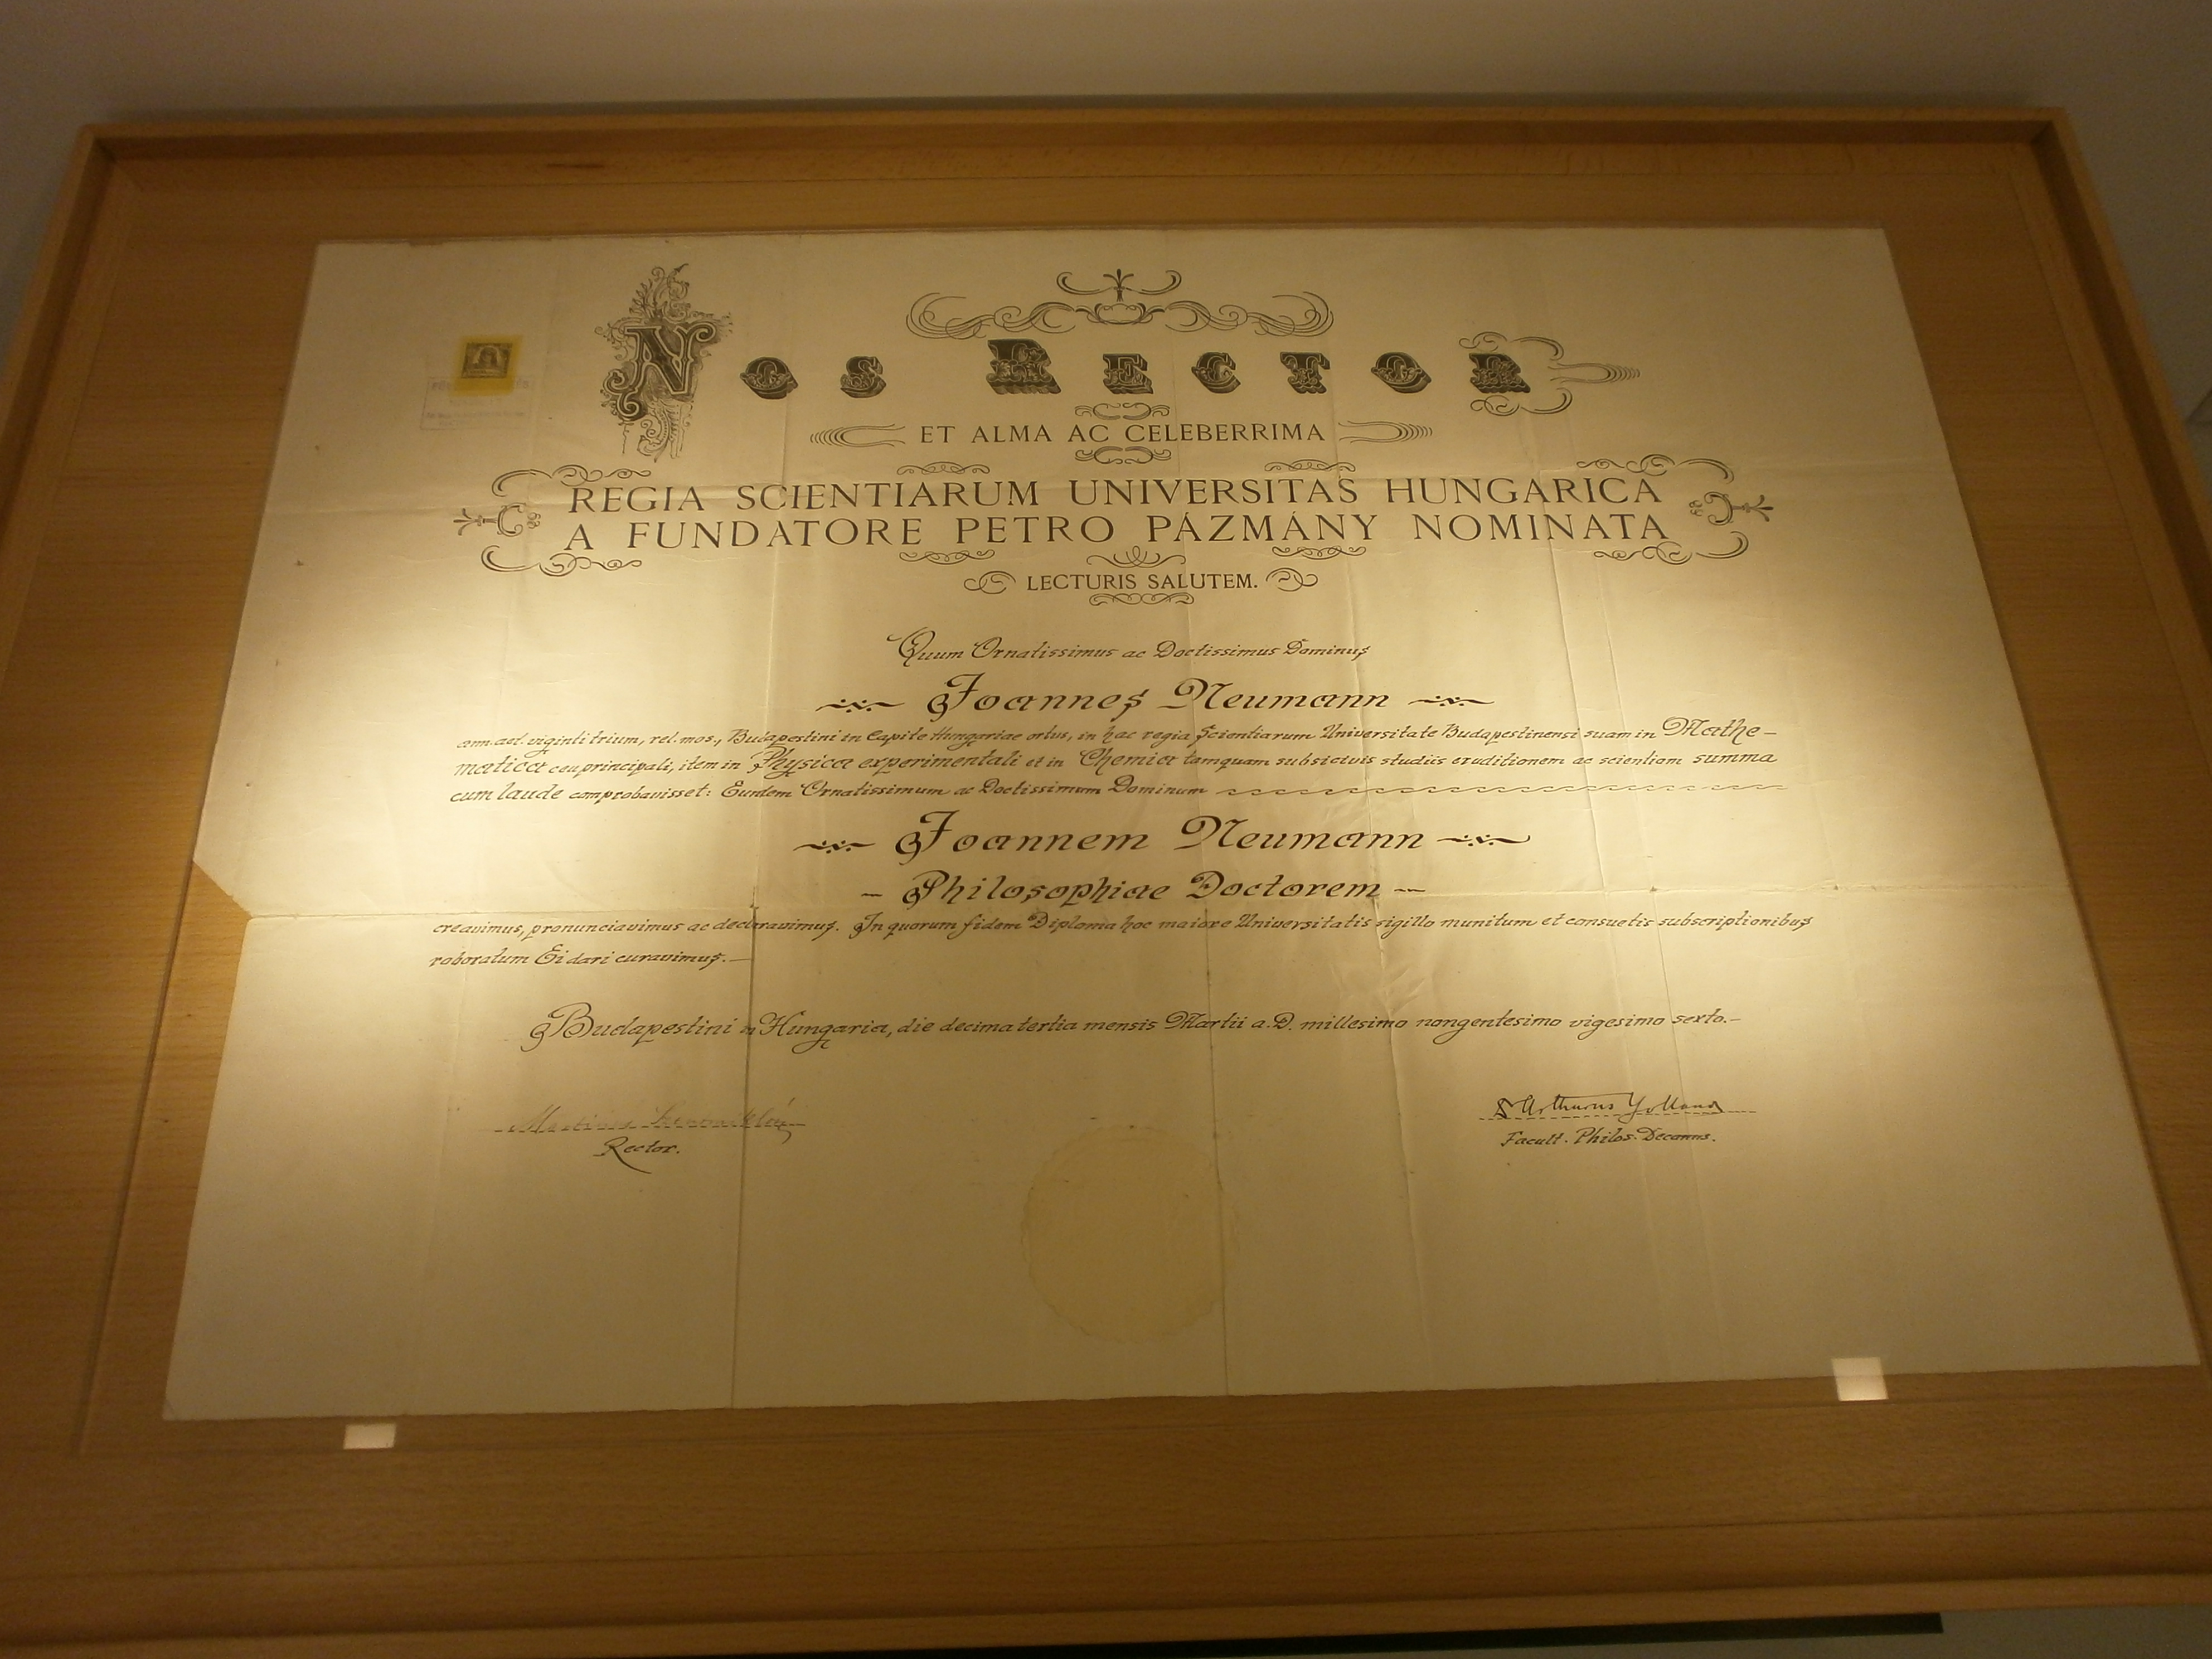 NOS RECTOR
ET ALMA AC CELEBERRIMA
REGIA SCIENTIARUM UNIVERSITAS HUNGARICA
A FUNDATORE PETRO PÁZMÁNY NOMINATA
LECTURIS SALUTEM.
Quum Ornatissimus ac Doctissimus Dominus
Joannes Neumann
ann. aet. viginti trium, rel. mos., Budapestini in Capite Hungariae ortus, in hac regia Scientiarum Universitate Budapestinensi suam in Mathe-
matica ceu principali, item in Physica experimentali et in Chemia tamquam subsicivis studiis eruditionem ac scientiam summa
cum laude comprobavisset: Eundem Ornatissimum ac Doctissimum Dominum
Joannem Neumann
- Philosophiae Doctorem -
creavimus, pronunciavimus ac declaravimus. In quorum fidem Diploma hoc maiore Universitatis sigillo munitum et consuetis subscriptionibus
roboratum Ei dari curavimus.-
Budapestini in Hungaria, die decima tertia mensis Martii a.D. millesimo nongentesimo vigesimo sexto.-
Arthurus Yolland
Rector.
Facult. Philos. Decanus.